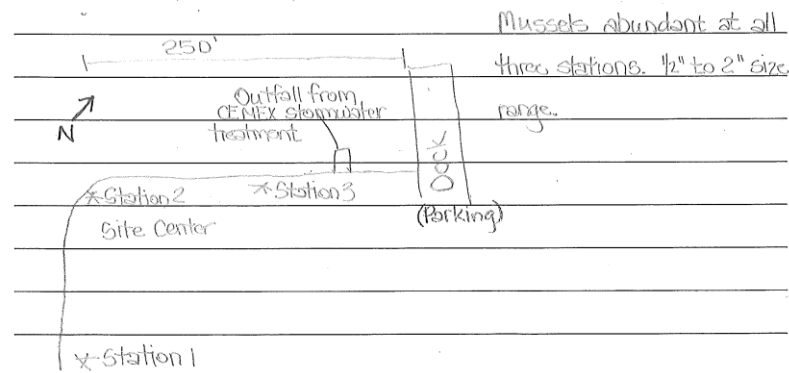 Mussels abundant at all
three stations. 1/2" to 2" size
range.
250'
N
Outfall from
CEMEX stormwater
treatment
Dock
(Parking)
*Station 2
*Station 3
Site Center
*Station 1